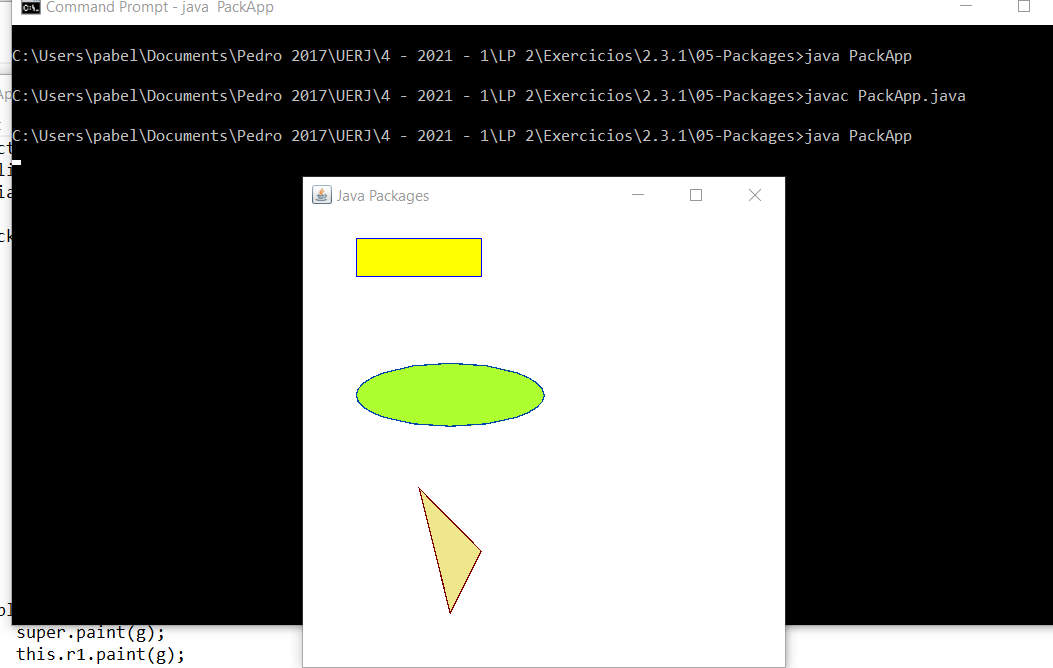 Command Prompt - java  PackApp
C:\Users\pabel\Documents\Pedro 2017\UERJ\4 - 2021 - 1\LP 2\Exercicios\2.3.1\05-Packages>java PackApp
C:\Users\pabel\Documents\Pedro 2017\UERJ\4 - 2021 - 1\LP 2\Exercicios\2.3.1\05-Packages>javac PackApp.java
C:\Users\pabel\Documents\Pedro 2017\UERJ\4 - 2021 - 1\LP 2\Exercicios\2.3.1\05-Packages>java PackApp
Java Packages
super.paint(g);
this.r1.paint(g);